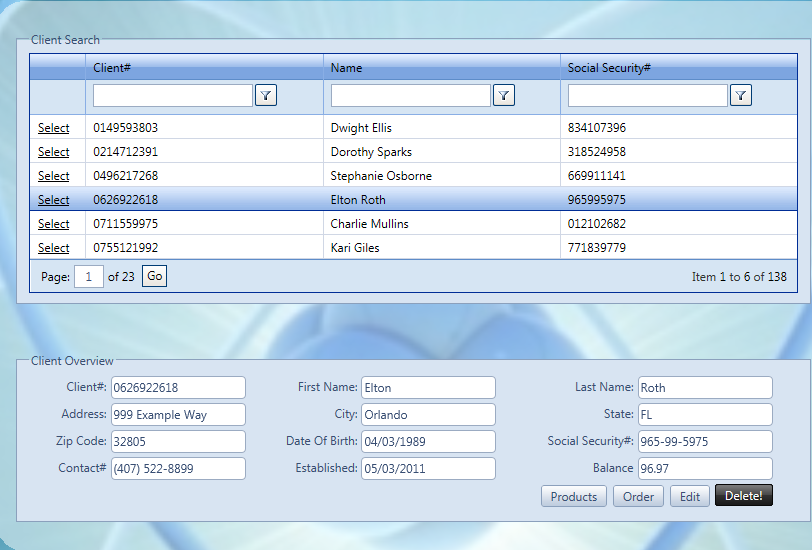 Client Search
Client# Name Social Security#
Select 0149593803 Dwight Ellis 834107396
Select 0214712391 Dorothy Sparks 318524958
Select 0496217268 Stephanie Osborne 669911141
Select 0626922618 Elton Roth 965995975
Select 0711559975 Charlie Mullins 012102682
Select 0755121992 Kari Giles 771839779
Page: 1 of 23 Go Item 1 to 6 of 138
Client Overview
Client#: 0626922618 First Name: Elton Last Name: Roth
Address: 999 Example Way City: Orlando State: FL
Zip Code: 32805 Date Of Birth: 04/03/1989 Social Security#: 965-99-5975
Contact# (407) 522-8899 Established: 05/03/2011 Balance 96.97
Products Order Edit Delete!